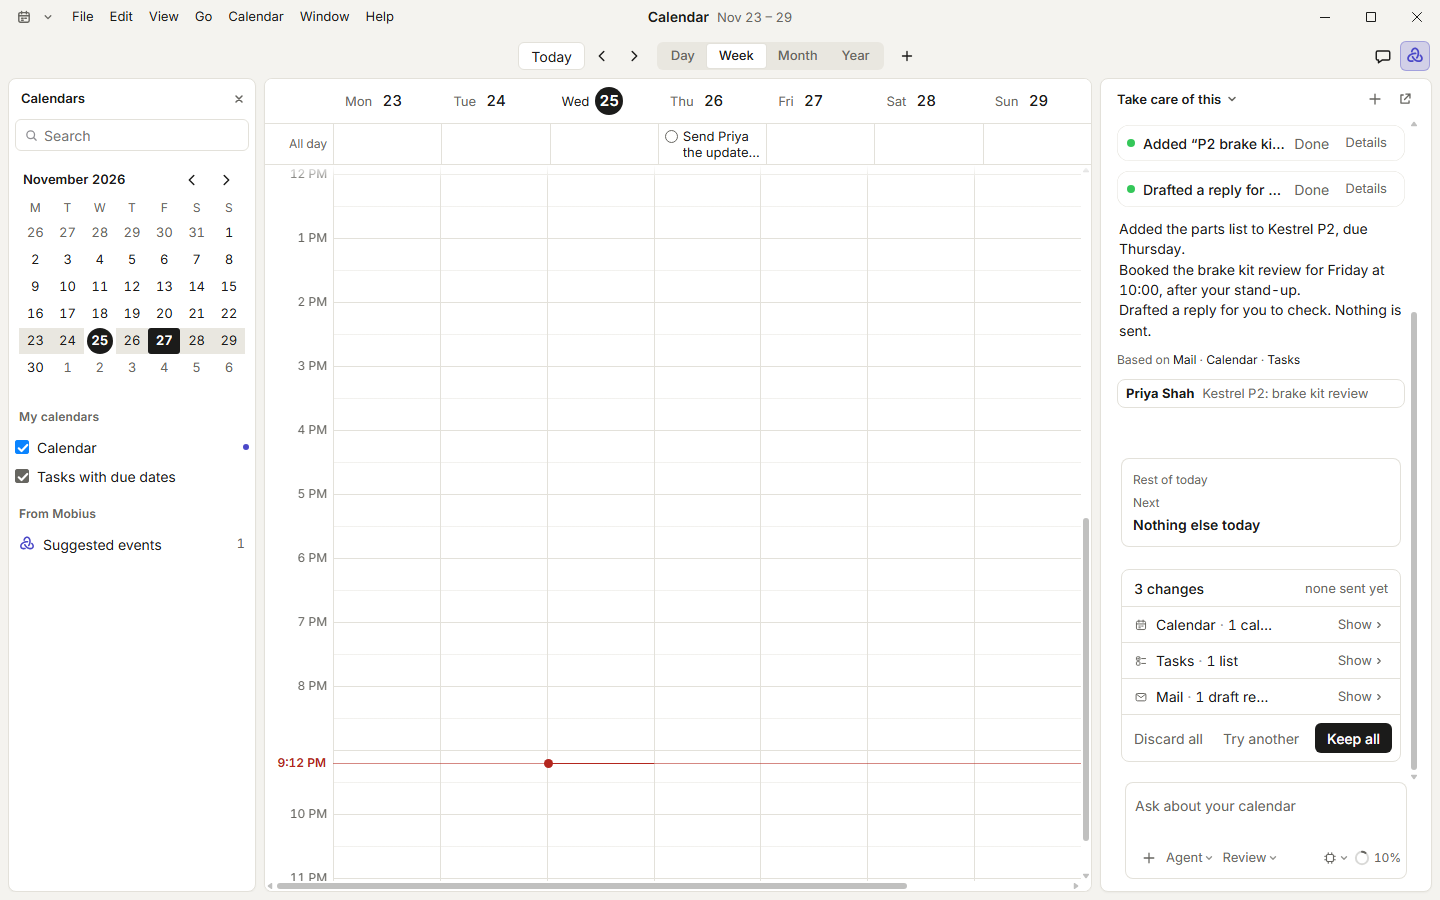 File Edit View Go Calendar Window Help
Calendar Nov 23 – 29
Today Day Week Month Year
Calendars
Search
November 2026
M T W T F S S
26 27 28 29 30 31 1
2 3 4 5 6 7 8
9 10 11 12 13 14 15
16 17 18 19 20 21 22
23 24 25 26 27 28 29
30 1 2 3 4 5 6
My calendars
Calendar
Tasks with due dates
From Mobius
Suggested events 1
Mon 23 Tue 24 Wed 25 Thu 26 Fri 27 Sat 28 Sun 29
All day
Send Priya
the update...
12 PM
1 PM
2 PM
3 PM
4 PM
5 PM
6 PM
7 PM
8 PM
9:12 PM
10 PM
11 PM
Take care of this
Added “P2 brake ki... Done Details
Drafted a reply for ... Done Details
Added the parts list to Kestrel P2, due
Thursday.
Booked the brake kit review for Friday at
10:00, after your stand-up.
Drafted a reply for you to check. Nothing is
sent.
Based on Mail · Calendar · Tasks
Priya Shah Kestrel P2: brake kit review
Rest of today
Next
Nothing else today
3 changes none sent yet
Calendar · 1 cal... Show
Tasks · 1 list Show
Mail · 1 draft re... Show
Discard all Try another Keep all
Ask about your calendar
Agent Review 10%